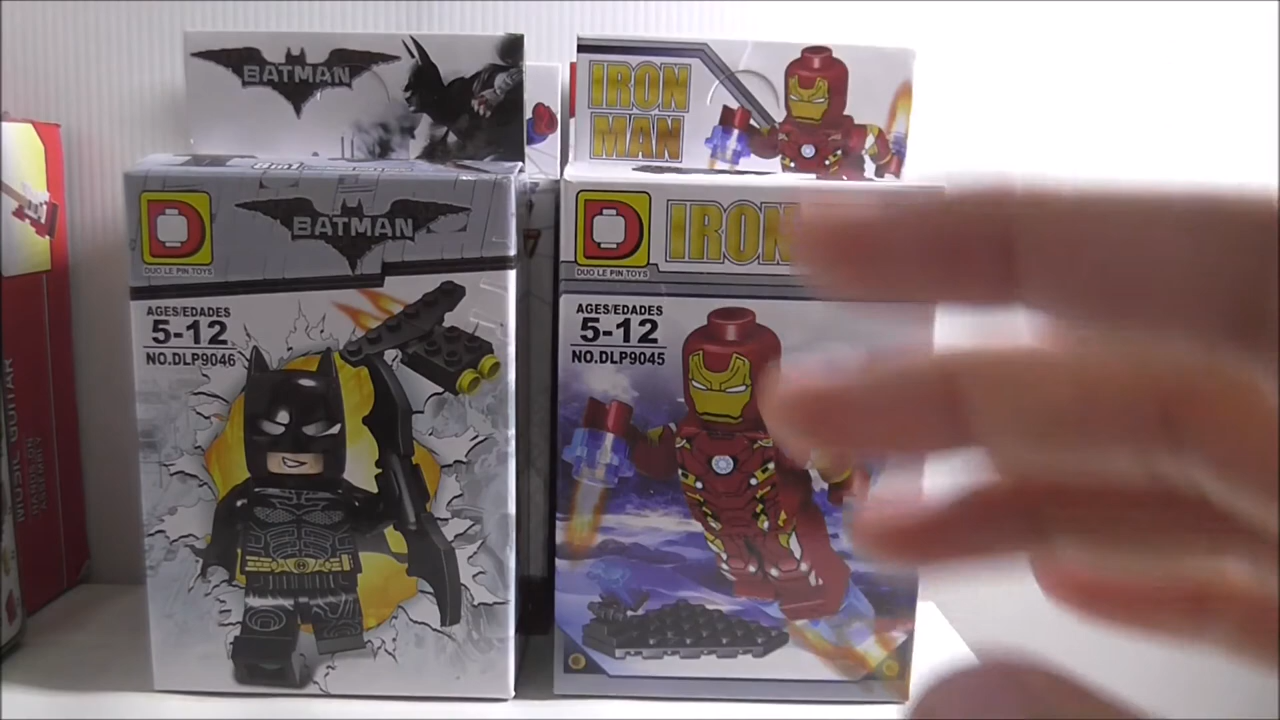 BATMAN
IRON
MAN
D
DUO LE PIN TOYS
BATMAN
AGES/EDADES
5-12
NO.DLP9046
D
DUO LE PIN TOYS
IRON
AGES/EDADES
5-12
NO.DLP9045
MUSIC GUITAR